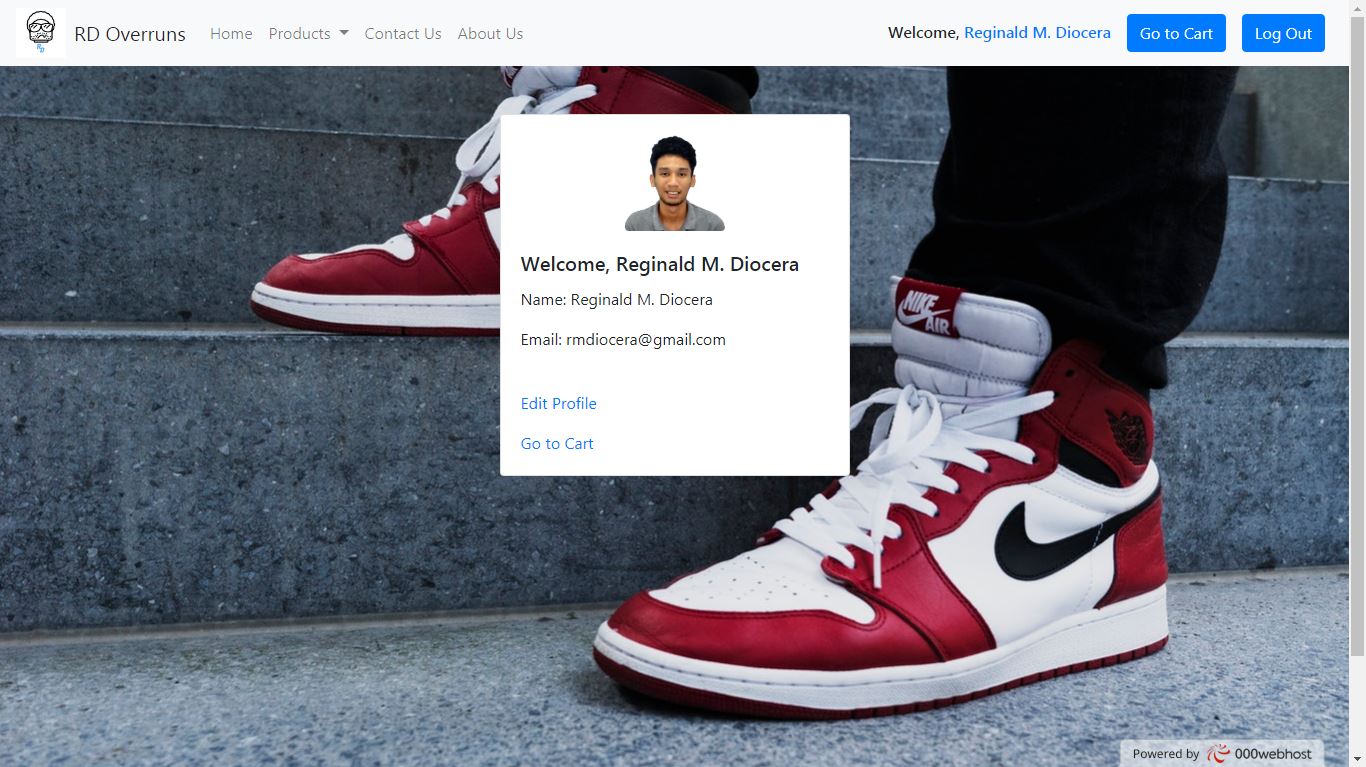 RD Overruns
Home
Products
Contact Us
About Us
Welcome, Reginald M. Diocera
Go to Cart
Log Out
Welcome, Reginald M. Diocera
Name: Reginald M. Diocera
Email: rmdiocera@gmail.com
Edit Profile
Go to Cart
NIKE
AIR
Powered by 000webhost